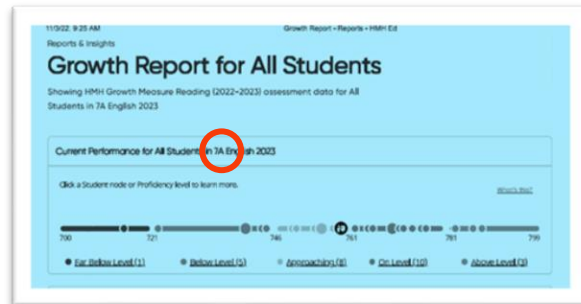 11/3/22, 9:25 AM Growth Report - Reports - HMH Ed
Reports & Insights
Growth Report for All Students
Showing HMH Growth Measure Reading (2022-2023) assessment data for All
Students in 7A English 2023
Current Performance for All Students in 7A English 2023
Click a Student node or Proficiency level to learn more.
What's this?
700 721 746 761 781 799
Far Below Level (1) Below Level (5) Approaching (8) On Level (10) Above Level (3)